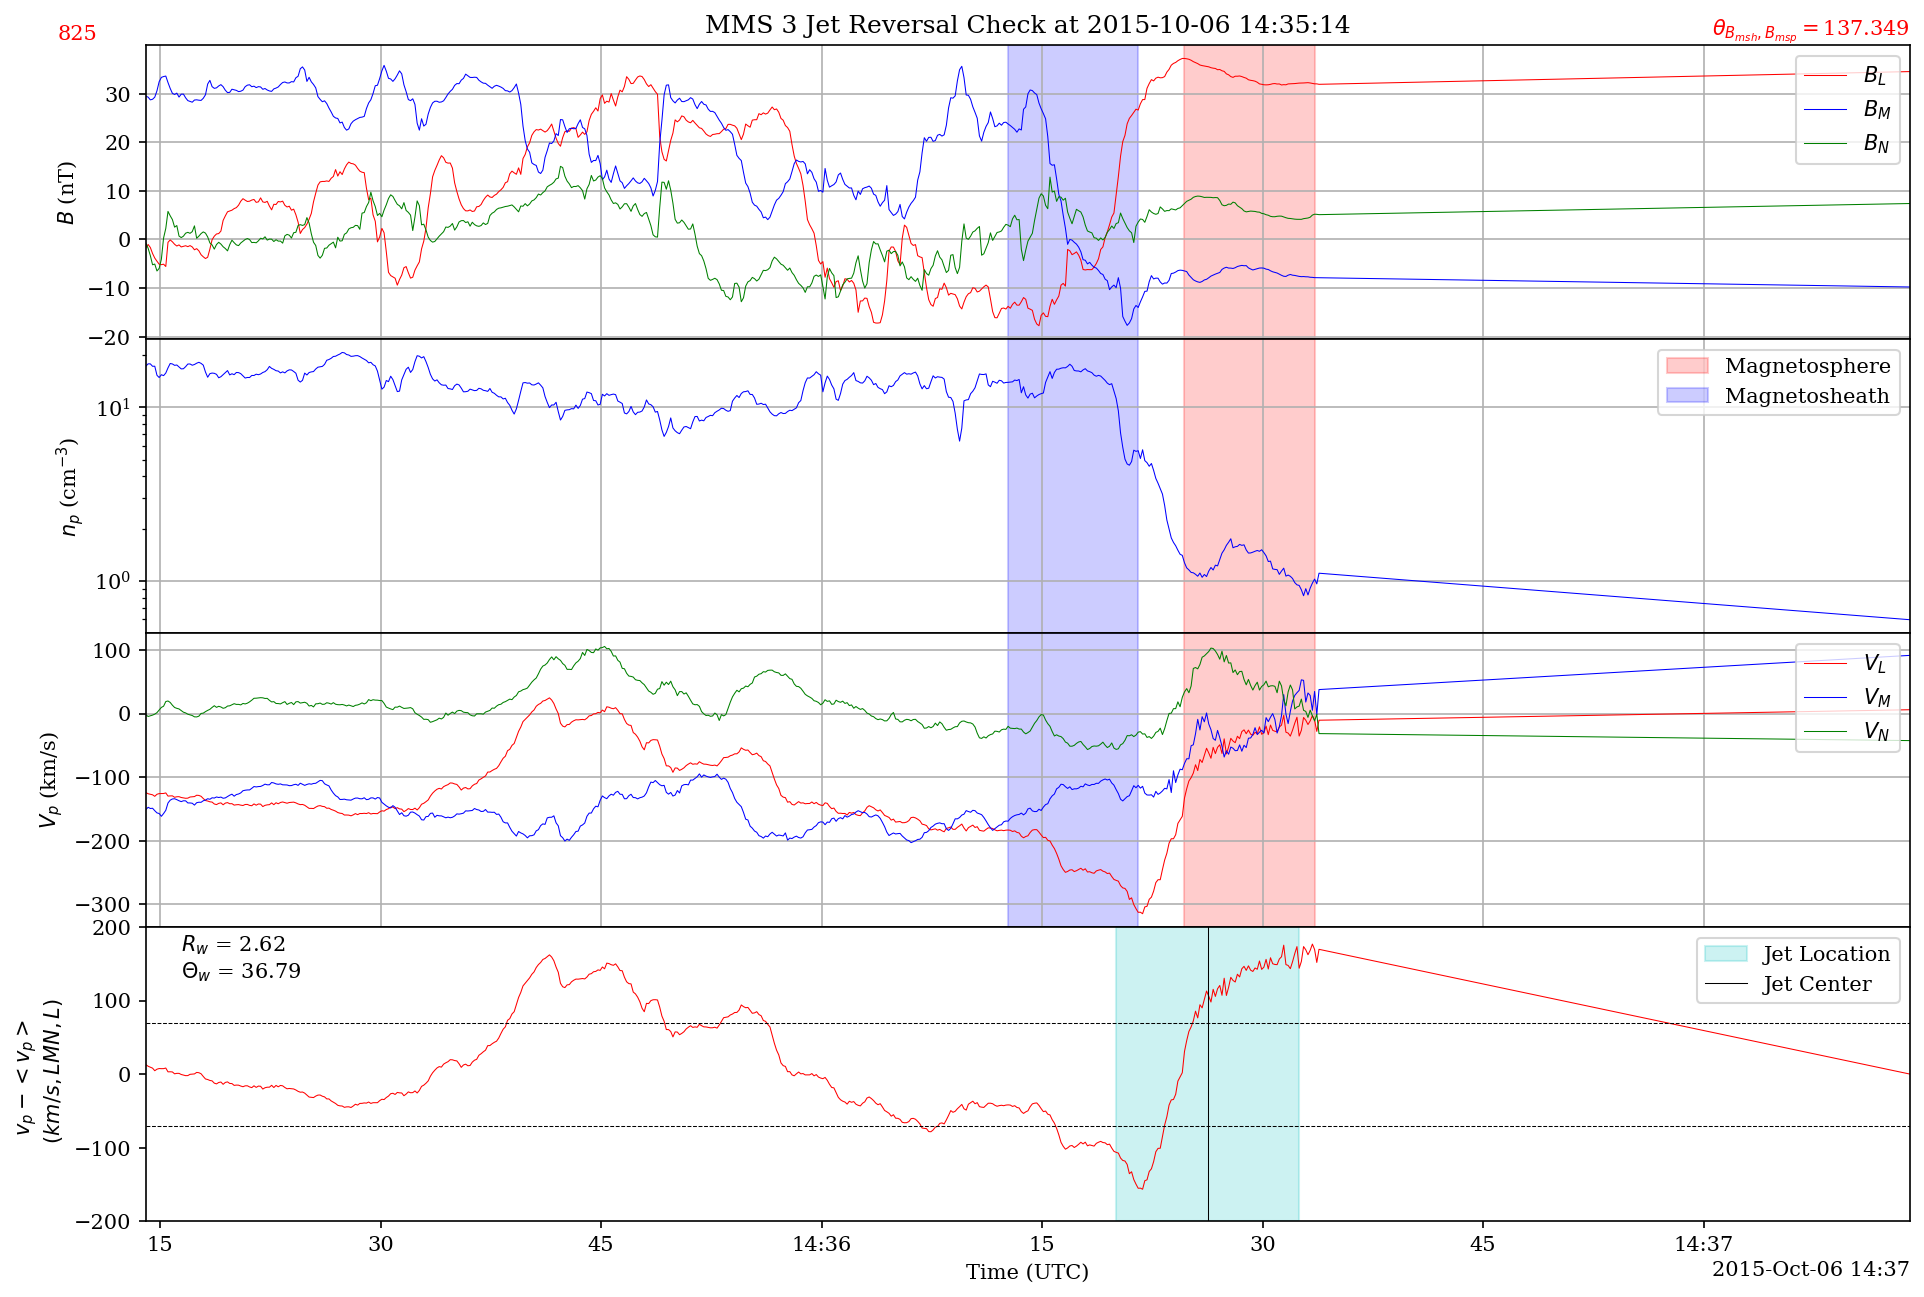 MMS 3 Jet Reversal Check at 2015-10-06 14:35:14
825
θ_{B_{msh}, B_{msp}} = 137.349
B (nT)
30
20
10
0
−10
−20
B_L
B_M
B_N
n_p (cm^{−3})
10^1
10^0
Magnetosphere
Magnetosheath
V_p (km/s)
100
0
−100
−200
−300
V_L
V_M
V_N
v_p − < v_p >
(km/s, LMN, L)
200
100
0
−100
−200
R_w = 2.62
Θ_w = 36.79
Jet Location
Jet Center
15 30 45 14:36 15 30 45 14:37
Time (UTC)
2015-Oct-06 14:37